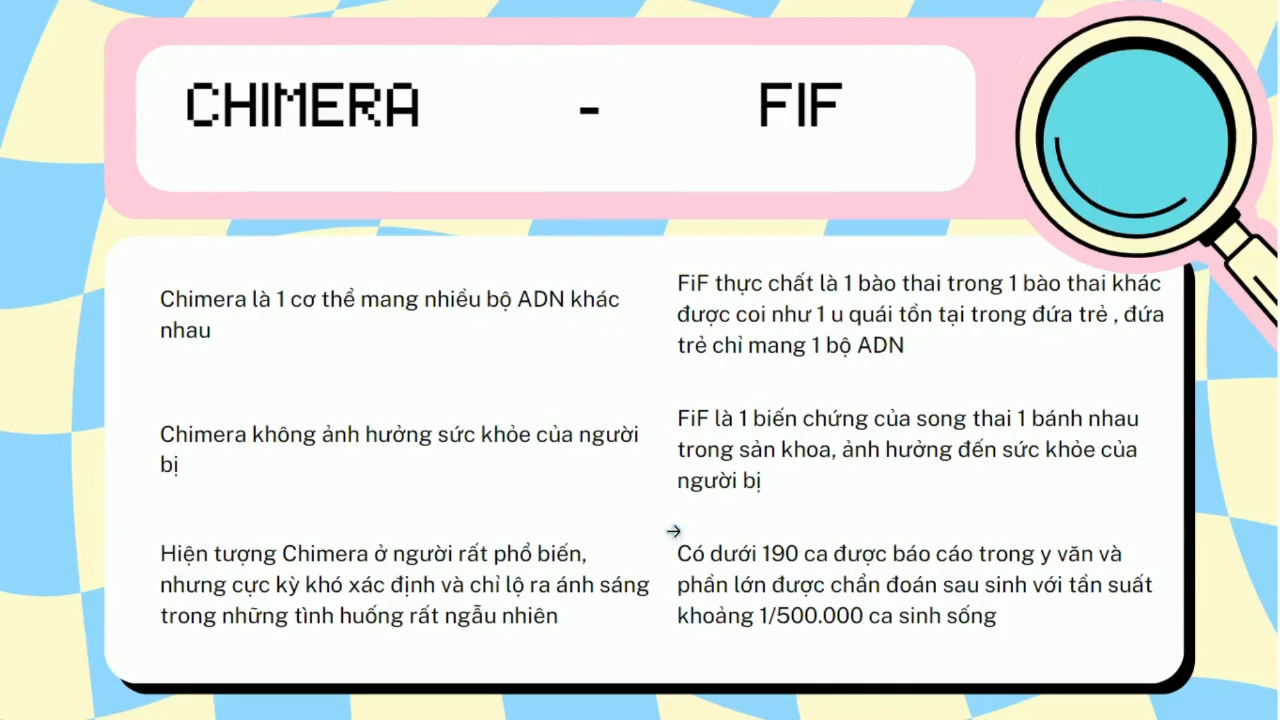 CHIMERA - FIF
Chimera là 1 cơ thể mang nhiều bộ ADN khác
nhau
FiF thực chất là 1 bào thai trong 1 bào thai khác
được coi như 1 u quái tồn tại trong đứa trẻ , đứa
trẻ chỉ mang 1 bộ ADN
Chimera không ảnh hưởng sức khỏe của người
bị
FiF là 1 biến chứng của song thai 1 bánh nhau
trong sản khoa, ảnh hưởng đến sức khỏe của
người bị
Hiện tượng Chimera ở người rất phổ biến,
nhưng cực kỳ khó xác định và chỉ lộ ra ánh sáng
trong những tình huống rất ngẫu nhiên
Có dưới 190 ca được báo cáo trong y văn và
phần lớn được chẩn đoán sau sinh với tần suất
khoảng 1/500.000 ca sinh sống